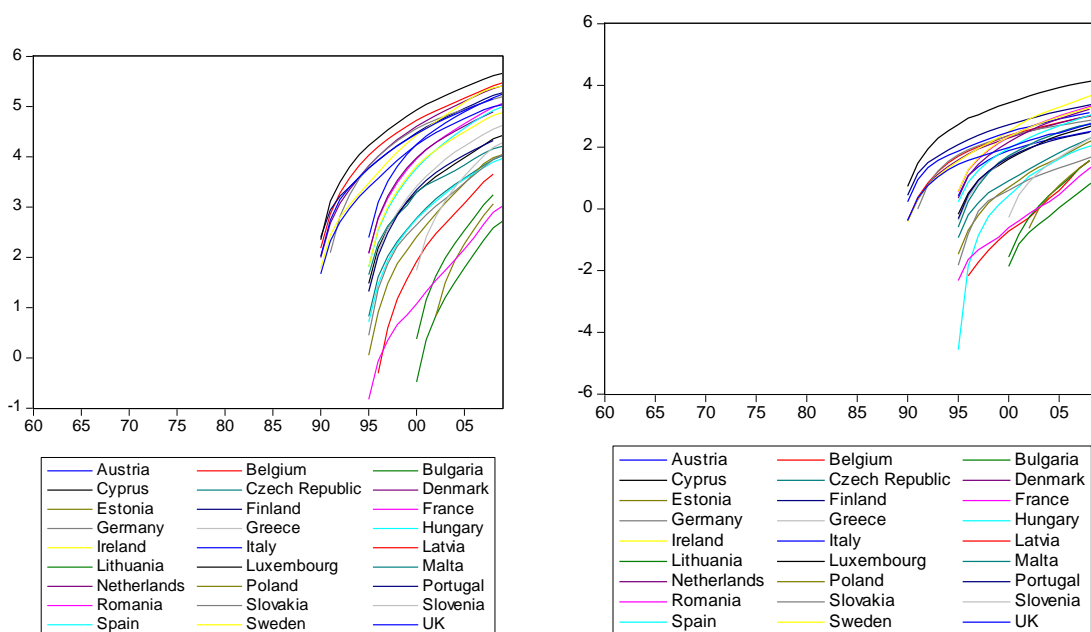 6
5
4
3
2
1
0
-1
60 65 70 75 80 85 90 95 00 05
Austria Belgium Bulgaria
Cyprus Czech Republic Denmark
Estonia Finland France
Germany Greece Hungary
Ireland Italy Latvia
Lithuania Luxembourg Malta
Netherlands Poland Portugal
Romania Slovakia Slovenia
Spain Sweden UK
6
4
2
0
-2
-4
-6
60 65 70 75 80 85 90 95 00 05
Austria Belgium Bulgaria
Cyprus Czech Republic Denmark
Estonia Finland France
Germany Greece Hungary
Ireland Italy Latvia
Lithuania Luxembourg Malta
Netherlands Poland Portugal
Romania Slovakia Slovenia
Spain Sweden UK